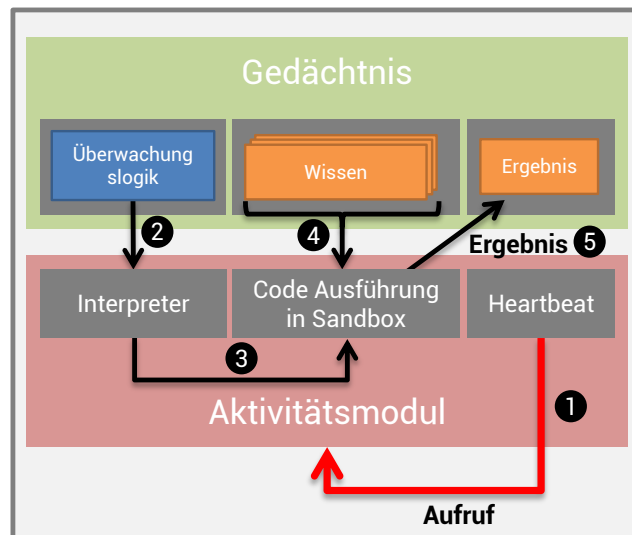 Gedächtnis
Überwachung
slogik
Wissen
Ergebnis
2
4
Ergebnis 5
Interpreter
Code Ausführung
in Sandbox
Heartbeat
3
Aktivitätsmodul
1
Aufruf